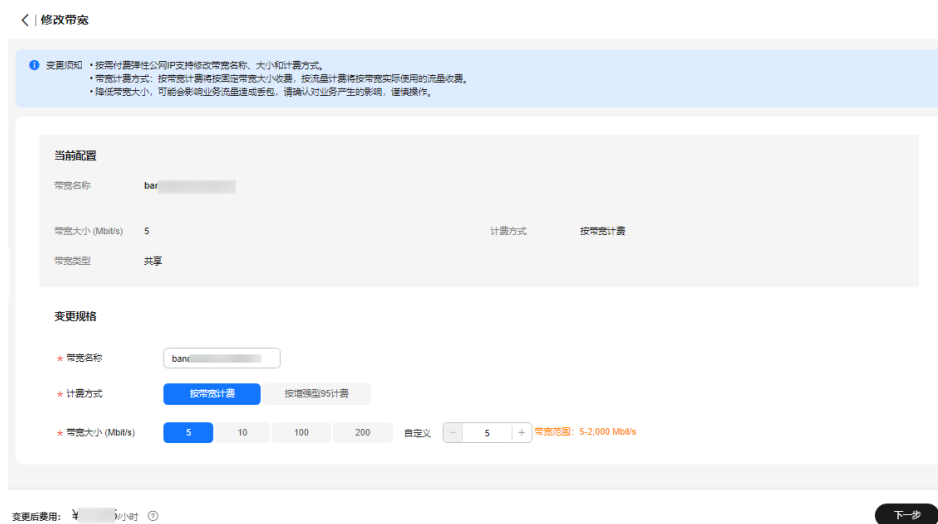 修改带宽
变更须知 • 按需付费弹性公网IP支持修改带宽名称、大小和计费方式。
• 带宽计费方式：按带宽计费将按固定带宽大小收费，按流量计费将按带宽实际使用的流量收费。
• 降低带宽大小，可能会影响业务流量造成丢包，请确认对业务产生的影响，谨慎操作。
当前配置
带宽名称 ban
带宽大小 (Mbit/s) 5 计费方式 按带宽计费
带宽类型 共享
变更规格
* 带宽名称 band
* 计费方式 按带宽计费 按增强型95计费
* 带宽大小 (Mbit/s) 5 10 100 200 自定义 − 5 + 带宽范围：5-2,000 Mbit/s
变更后费用： ¥ /小时 ? 下一步